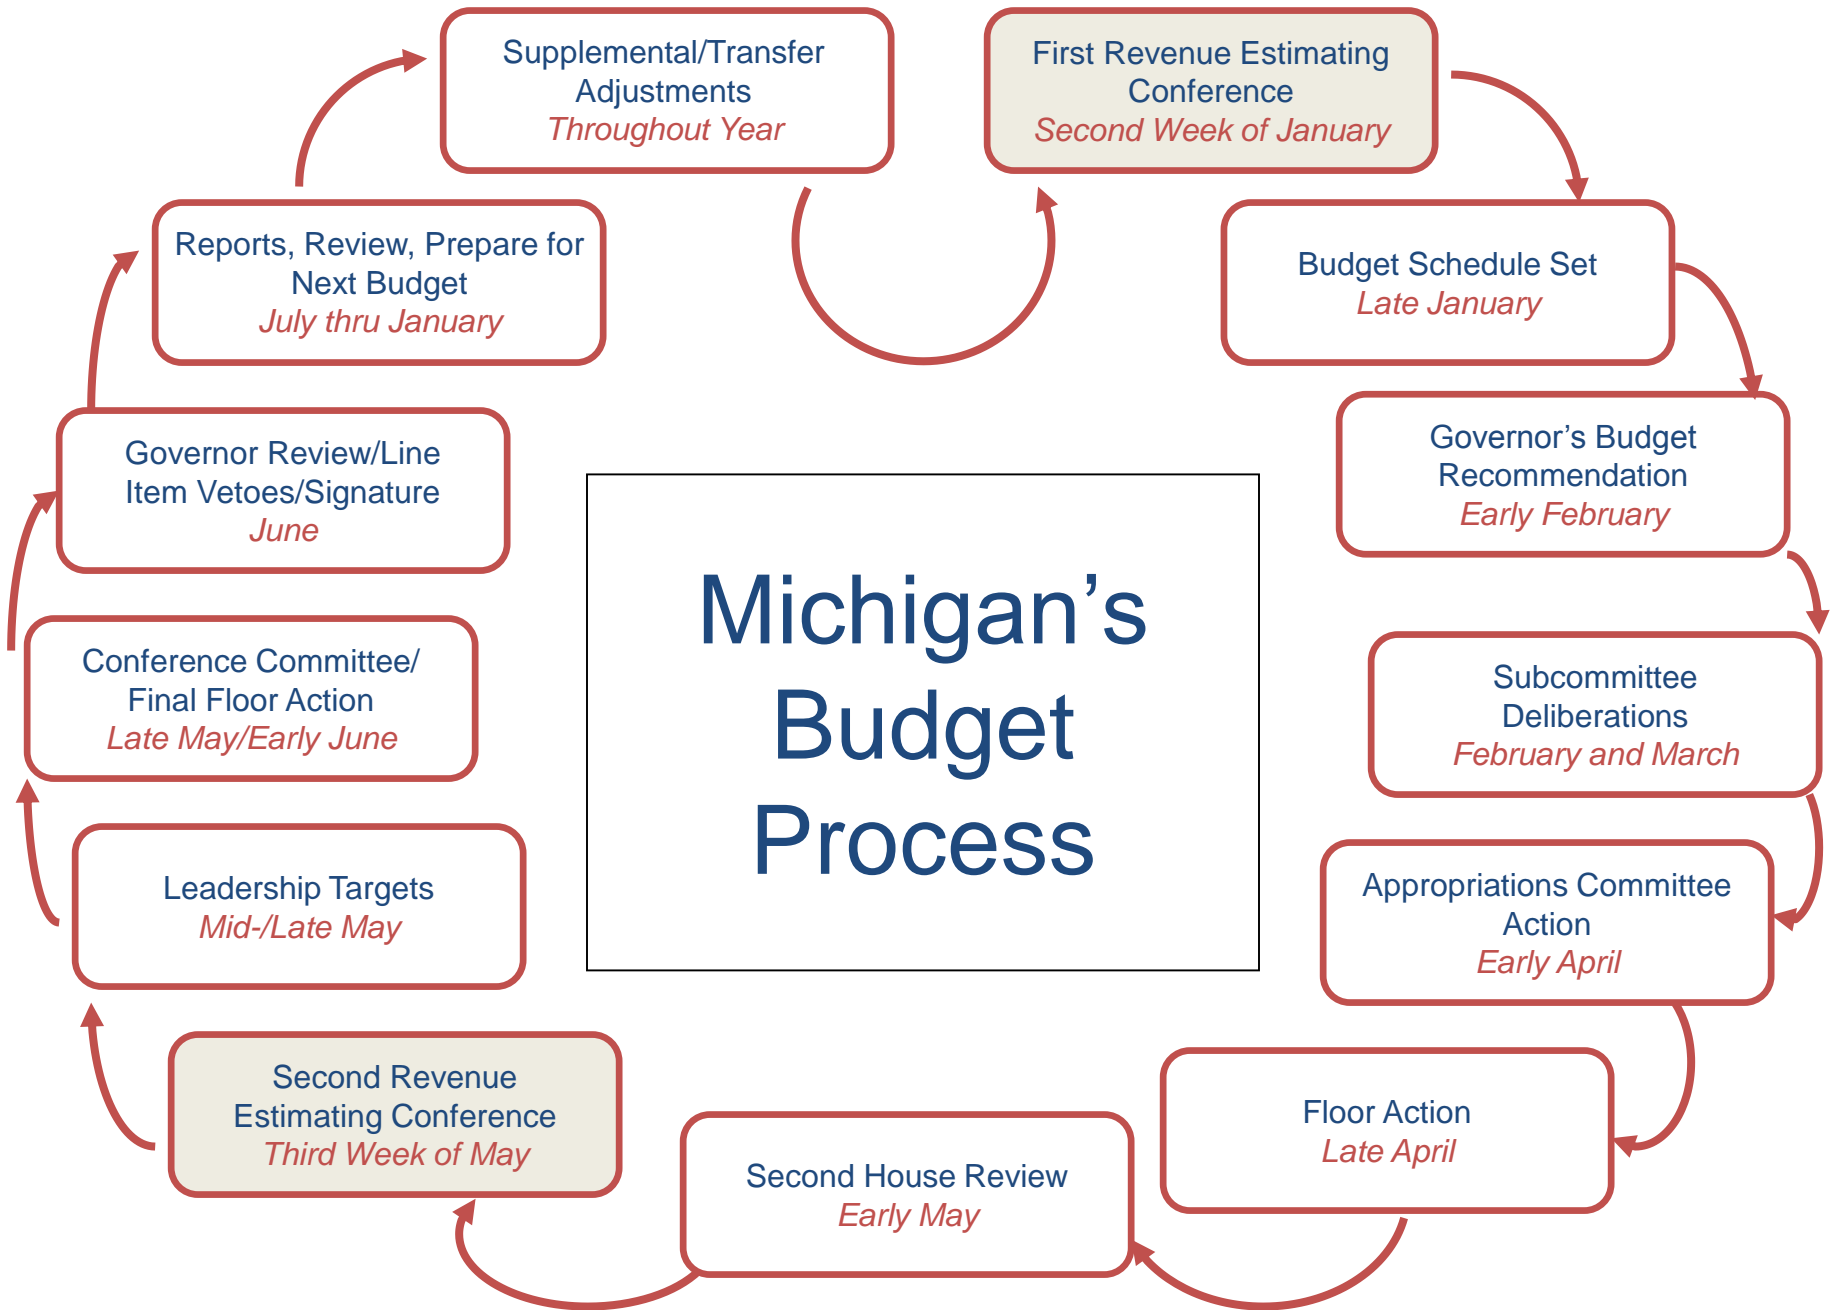 Supplemental/Transfer
Adjustments
Throughout Year
First Revenue Estimating
Conference
Second Week of January
Budget Schedule Set
Late January
Governor’s Budget
Recommendation
Early February
Subcommittee
Deliberations
February and March
Appropriations Committee
Action
Early April
Floor Action
Late April
Second House Review
Early May
Second Revenue
Estimating Conference
Third Week of May
Leadership Targets
Mid-/Late May
Conference Committee/
Final Floor Action
Late May/Early June
Governor Review/Line
Item Vetoes/Signature
June
Reports, Review, Prepare for
Next Budget
July thru January
Michigan’s
Budget
Process